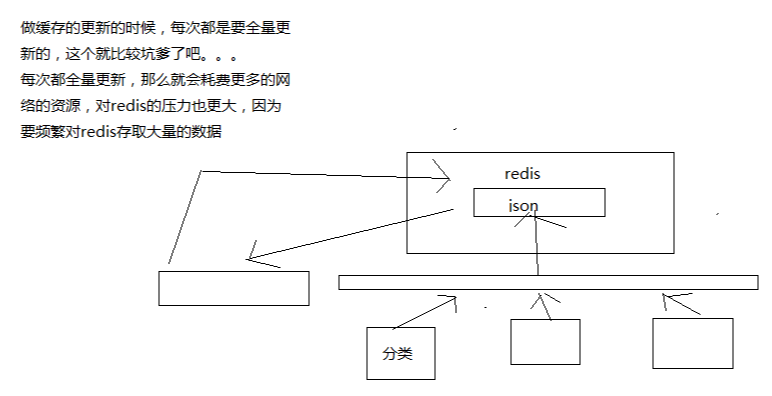 做缓存的更新的时候，每次都是要全量更
新的，这个就比较坑爹了吧。。。
每次都全量更新，那么就会耗费更多的网
络的资源，对redis的压力也更大，因为
要频繁对redis存取大量的数据
redis
json
分类